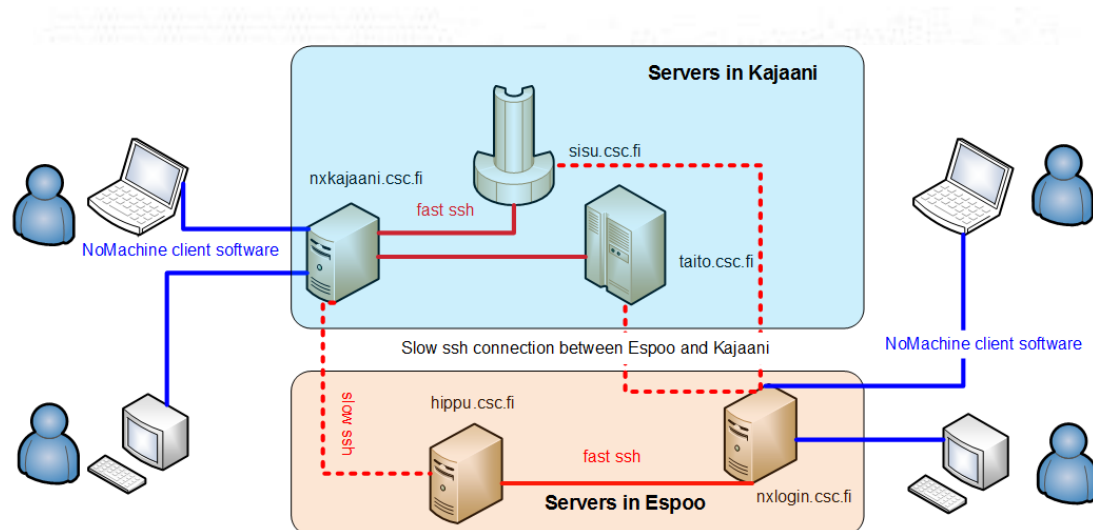 Servers in Kajaani
sisu.csc.fi
nxkajaani.csc.fi
fast ssh
NoMachine client software
taito.csc.fi
Slow ssh connection between Espoo and Kajaani
NoMachine client software
slow ssh
hippu.csc.fi
fast ssh
Servers in Espoo
nxlogin.csc.fi